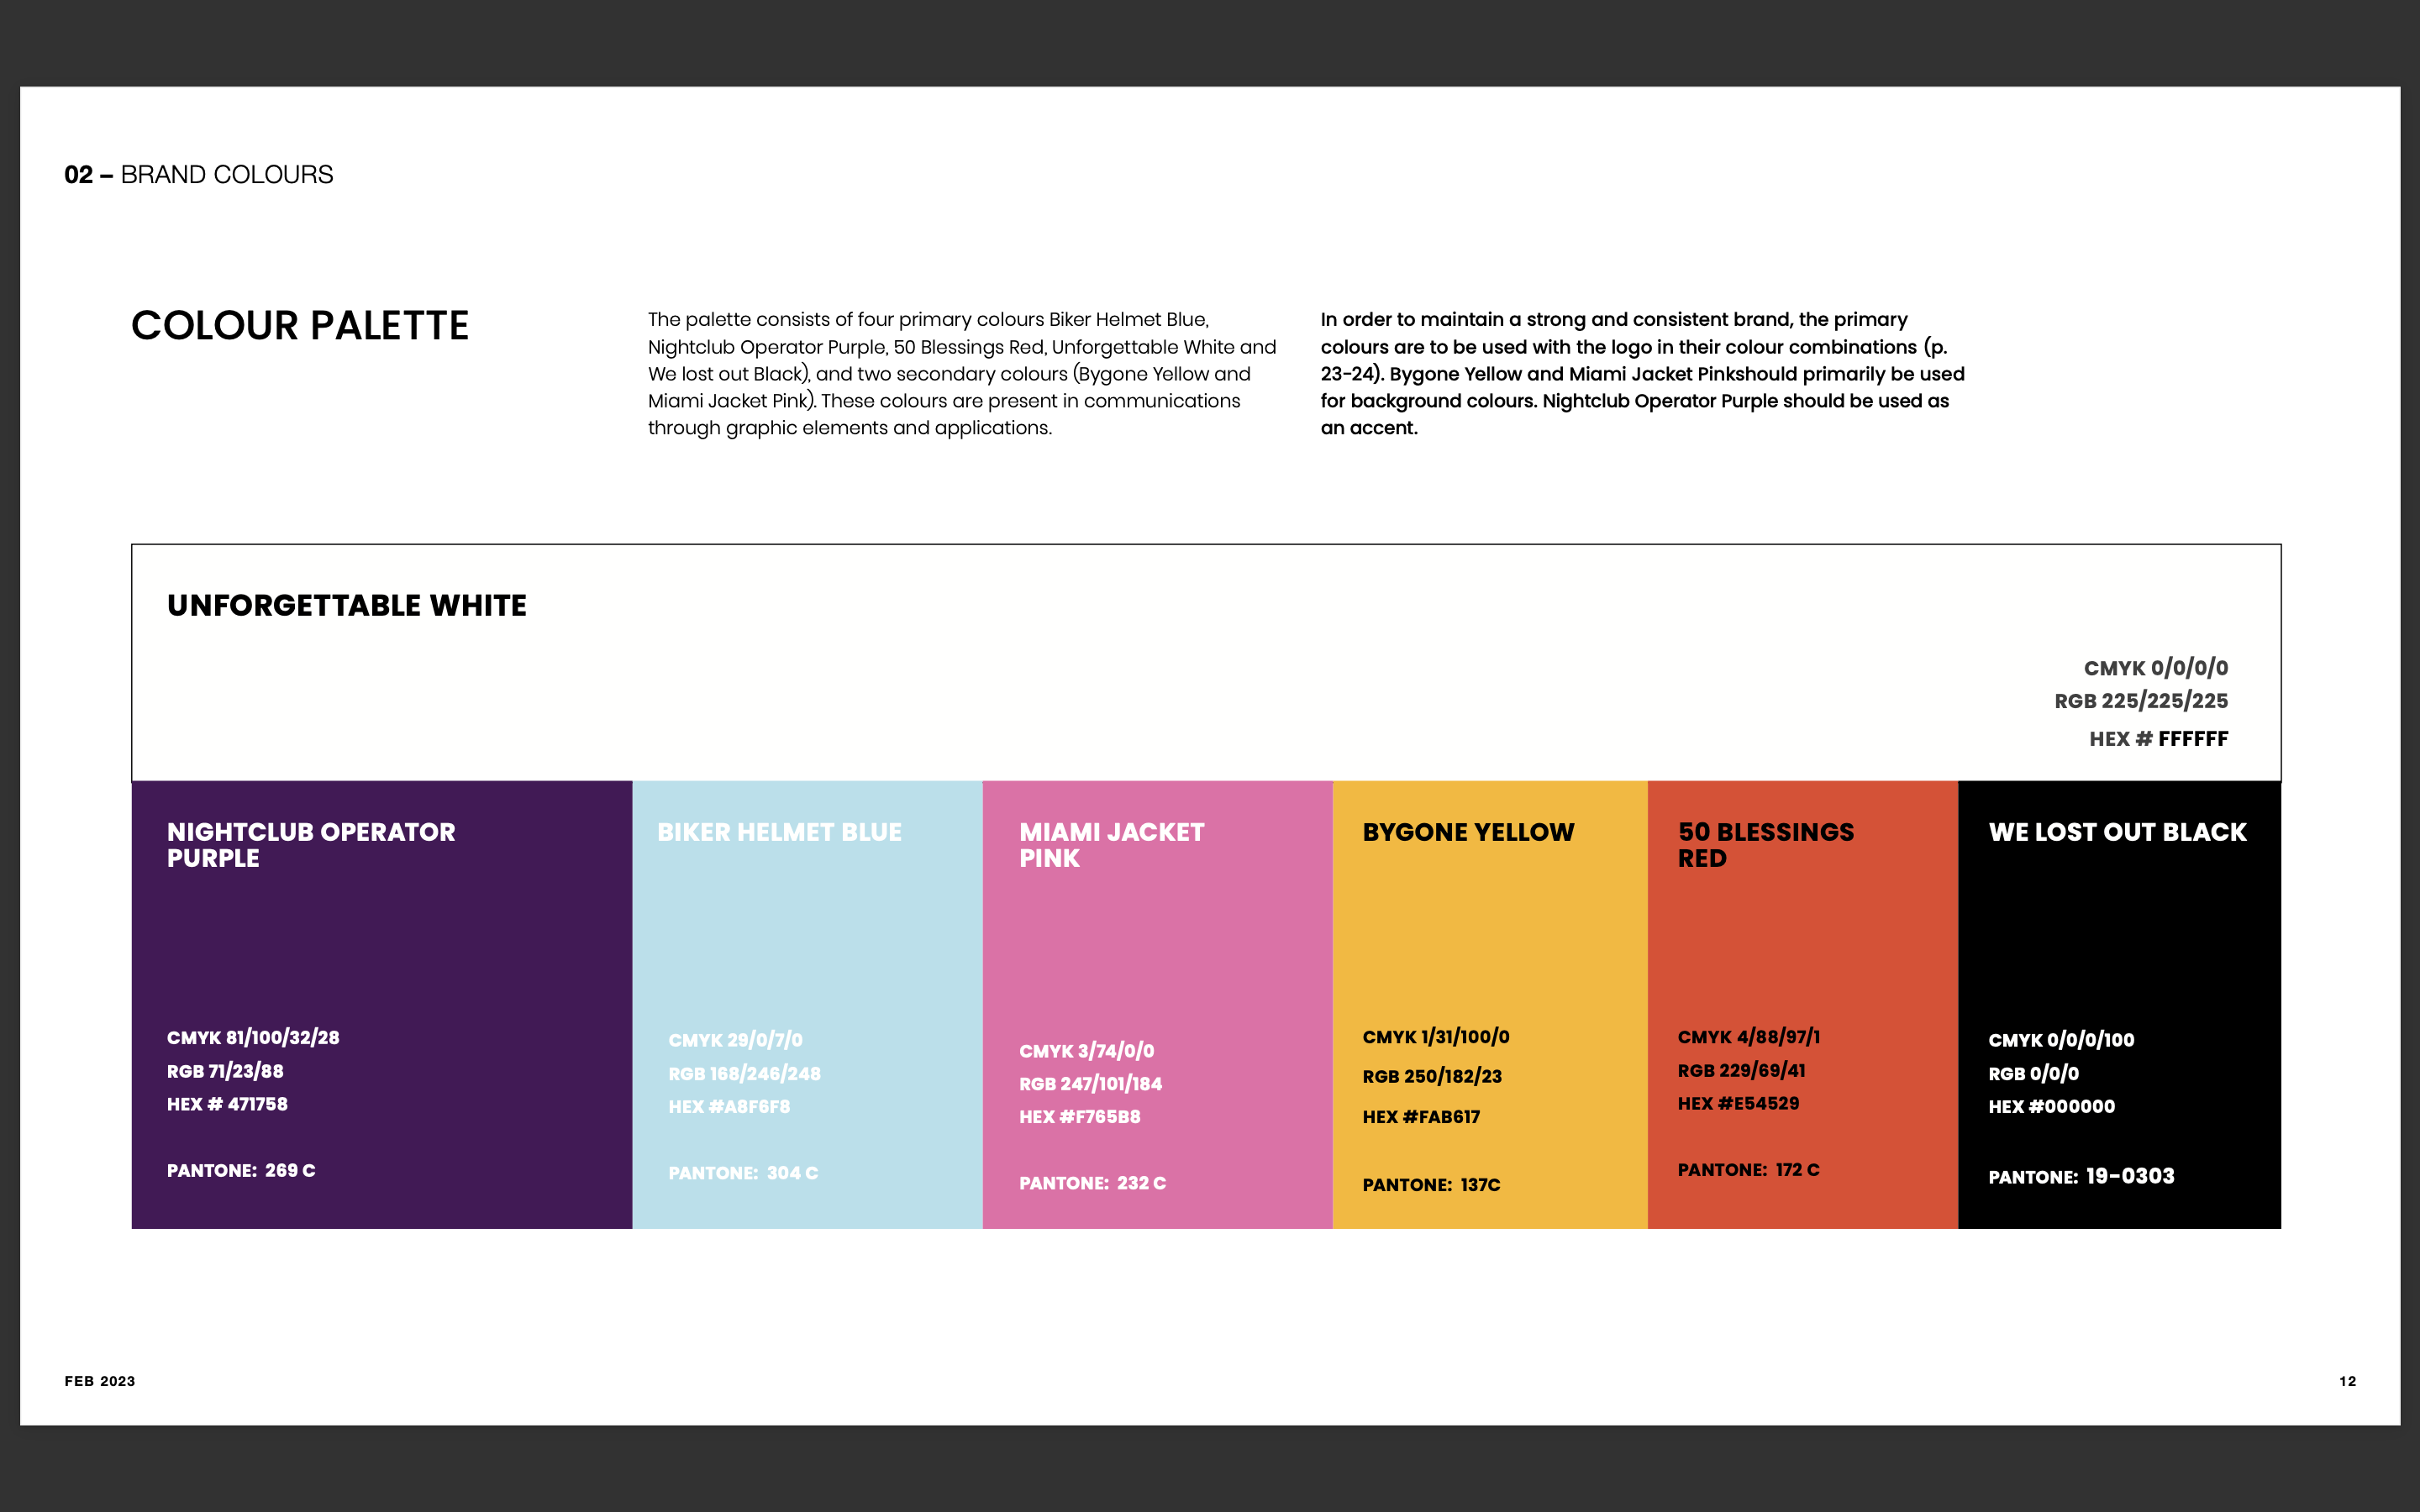 02 – BRAND COLOURS
COLOUR PALETTE
The palette consists of four primary colours Biker Helmet Blue,
Nightclub Operator Purple, 50 Blessings Red, Unforgettable White and
We lost out Black), and two secondary colours (Bygone Yellow and
Miami Jacket Pink). These colours are present in communications
through graphic elements and applications.
In order to maintain a strong and consistent brand, the primary
colours are to be used with the logo in their colour combinations (p.
23-24). Bygone Yellow and Miami Jacket Pinkshould primarily be used
for background colours. Nightclub Operator Purple should be used as
an accent.
UNFORGETTABLE WHITE
CMYK 0/0/0/0
RGB 225/225/225
HEX # FFFFFF
NIGHTCLUB OPERATOR
PURPLE
CMYK 81/100/32/28
RGB 71/23/88
HEX # 471758
PANTONE: 269 C
BIKER HELMET BLUE
CMYK 29/0/7/0
RGB 168/246/248
HEX #A8F6F8
PANTONE: 304 C
MIAMI JACKET
PINK
CMYK 3/74/0/0
RGB 247/101/184
HEX #F765B8
PANTONE: 232 C
BYGONE YELLOW
CMYK 1/31/100/0
RGB 250/182/23
HEX #FAB617
PANTONE: 137C
50 BLESSINGS
RED
CMYK 4/88/97/1
RGB 229/69/41
HEX #E54529
PANTONE: 172 C
WE LOST OUT BLACK
CMYK 0/0/0/100
RGB 0/0/0
HEX #000000
PANTONE: 19-0303
FEB 2023
12